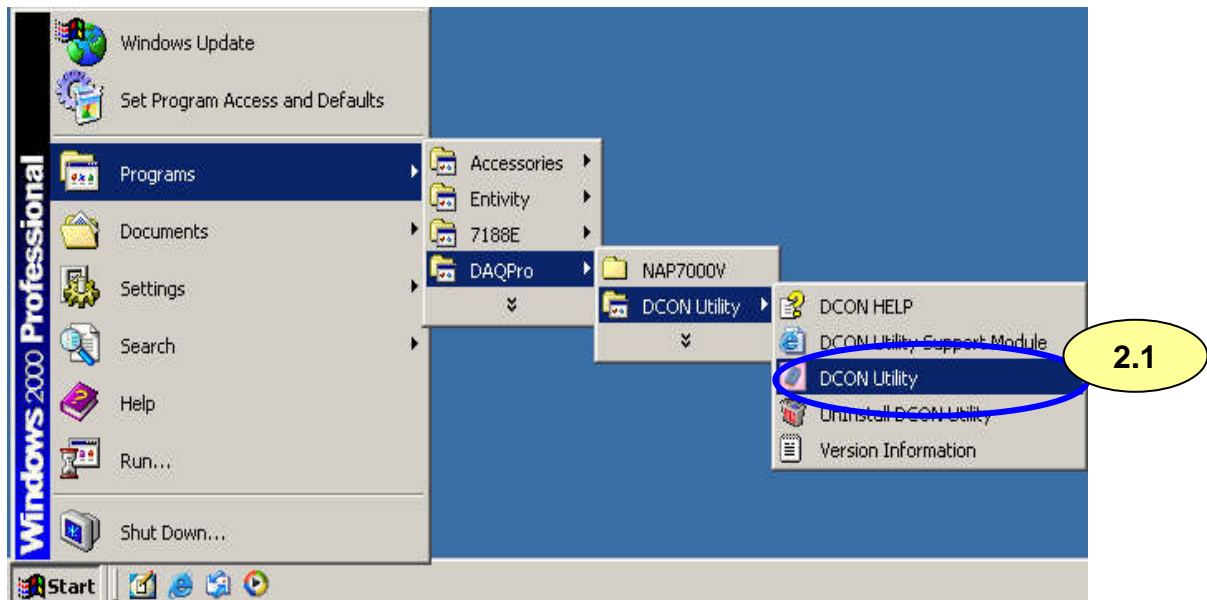 Windows 2000 Professional
Windows Update
Set Program Access and Defaults
Programs
Documents
Settings
Search
Help
Run...
Shut Down...
Accessories
Entivity
7188E
DAQPro
NAP7000V
DCON Utility
DCON HELP
DCON Utility Support Module
DCON Utility
UnInstall DCON Utility
Version Information
2.1
Start